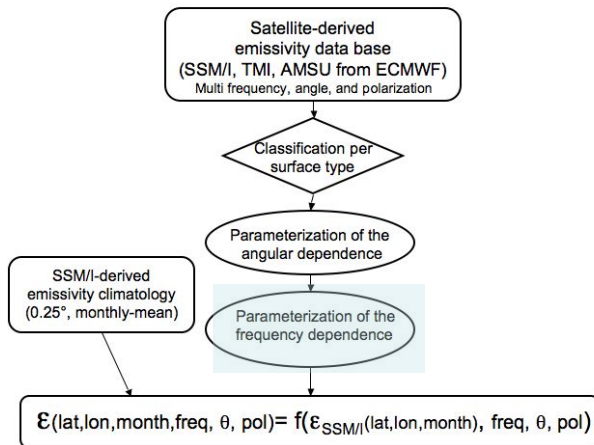 Satellite-derived
emissivity data base
(SSM/I, TMI, AMSU from ECMWF)
Multi frequency, angle, and polarization
Classification per
surface type
Parameterization of the
angular dependence
SSM/I-derived
emissivity climatology
(0.25°, monthly-mean)
Parameterization of the
frequency dependence
ε(lat,lon,month,freq, θ, pol)= f(ε_SSM/I(lat,lon,month), freq, θ, pol)